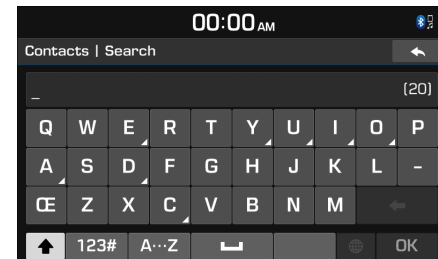 00:00 AM
Contacts | Search
_ (20)
Q W E R T Y U I O P
A S D F G H J K L -
Œ Z X C V B N M
123# A···Z OK